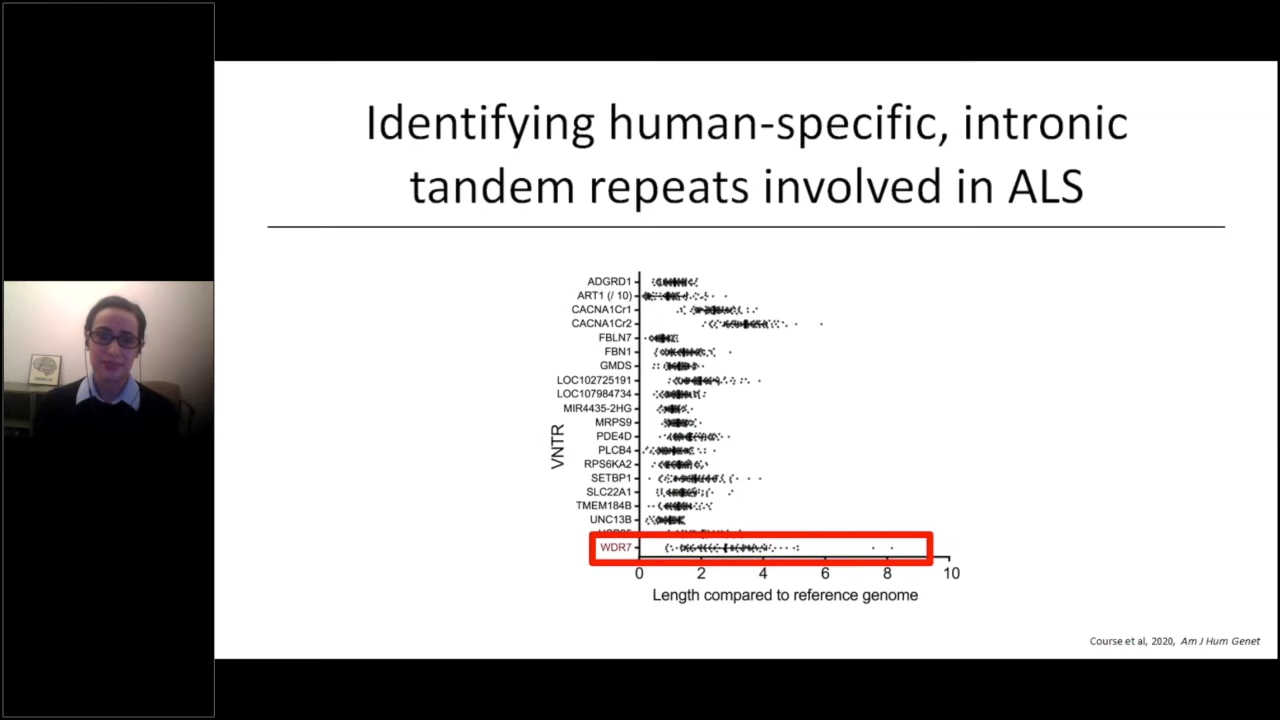 Identifying human-specific, intronic
tandem repeats involved in ALS
VNTR
ADGRD1
ART1 (/ 10)
CACNA1Cr1
CACNA1Cr2
FBLN7
FBN1
GMDS
LOC102725191
LOC107984734
MIR4435-2HG
MRPS9
PDE4D
PLCB4
RPS6KA2
SETBP1
SLC22A1
TMEM184B
UNC13B
WDR7
0 2 4 6 8 10
Length compared to reference genome
Course et al, 2020, Am J Hum Genet